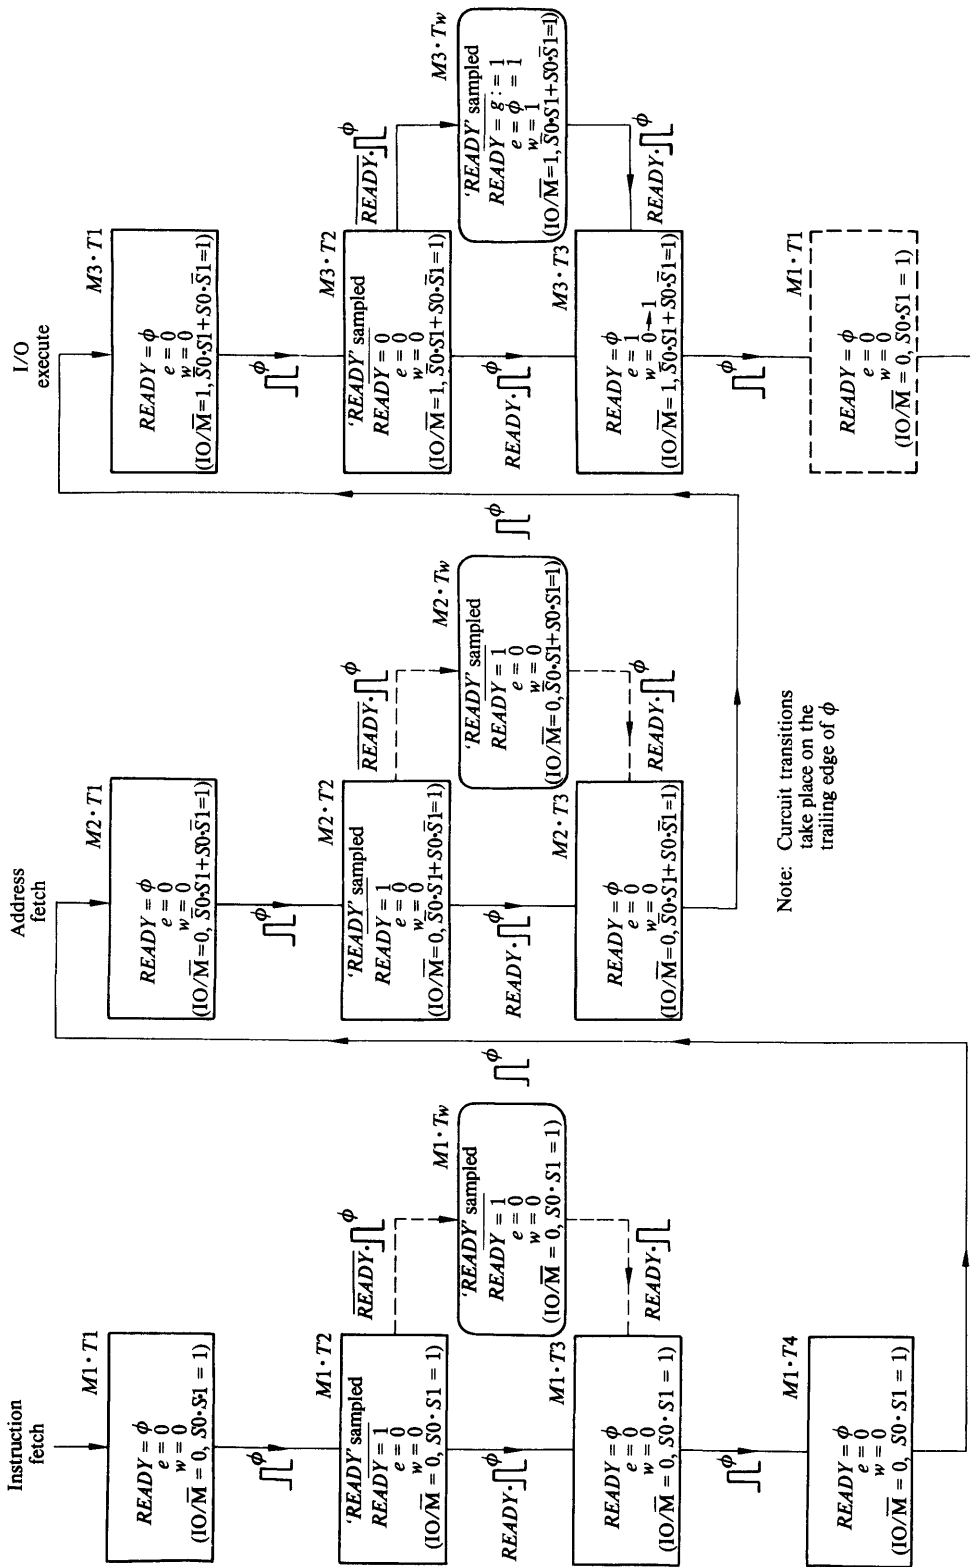 Instruction
fetch
M1 · T1
READY = ϕ
e = 0
w = 0
(IO/M̅ = 0, S0·S1 = 1)
ϕ
M1 · T2
'READY' sampled
READY = 1
e = 0
w = 0
(IO/M̅ = 0, S0 · S1 = 1)
R̅E̅A̅D̅Y̅· ϕ
M1 · Tw
'READY' sampled
READY = 1
e = 0
w = 0
(IO/M̅ = 0, S0 · S1 = 1)
READY· ϕ
READY·
M1 · T3
READY = ϕ
e = 0
w = 0
(IO/M̅ = 0, S0 · S1 = 1)
ϕ
M1 · T4
READY = ϕ
e = 0
w = 0
(IO/M̅ = 0, S0 · S1 = 1)
ϕ
Address
fetch
M2 · T1
READY = ϕ
e = 0
w = 0
(IO/M̅=0, S̅0·S1+S0·S̅1=1)
ϕ
M2 · T2
'READY' sampled
READY = 1
e = 0
w = 0
(IO/M̅=0, S̅0·S1+S0·S̅1=1)
R̅E̅A̅D̅Y̅· ϕ
M2 · Tw
'READY' sampled
READY = 1
e = 0
w = 0
(IO/M̅=0, S̅0·S1+S0·S1=1)
READY· ϕ
READY· ϕ
M2 · T3
READY = ϕ
e = 0
w = 0
(IO/M̅=0, S̅0·S1+S0·S̅1=1)
ϕ
I/O
execute
M3 · T1
READY = ϕ
e = 0
w = 0
(IO/M̅=1, S̅0·S1+S0·S̅1=1)
ϕ
M3 · T2
'READY' sampled
READY = 0
e = 0
w = 0
(IO/M̅=1, S̅0·S1+S0·S̅1=1)
R̅E̅A̅D̅Y̅· ϕ
M3 · Tw
'READY' sampled
READY = g := 1
e = ϕ = 1
w = 1
(IO/M̅=1, S̅0·S1+S0·S̅1=1)
READY· ϕ
READY· ϕ
M3 · T3
READY = ϕ
e = 1
w = 0→1
(IO/M̅=1, S̅0·S1+S0·S̅1=1)
ϕ
M1 · T1
READY = ϕ
e = 0
w = 0
(IO/M̅ = 0, S0·S1 = 1)
Note: Curcuit transitions
take place on the
trailing edge of ϕ